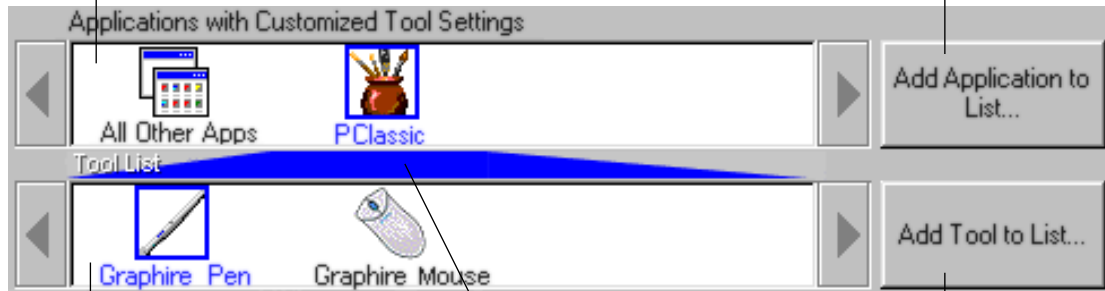 Applications with Customized Tool Settings
All Other Apps
PClassic
Add Application to
List...
Tool List
Graphire Pen
Graphire Mouse
Add Tool to List...